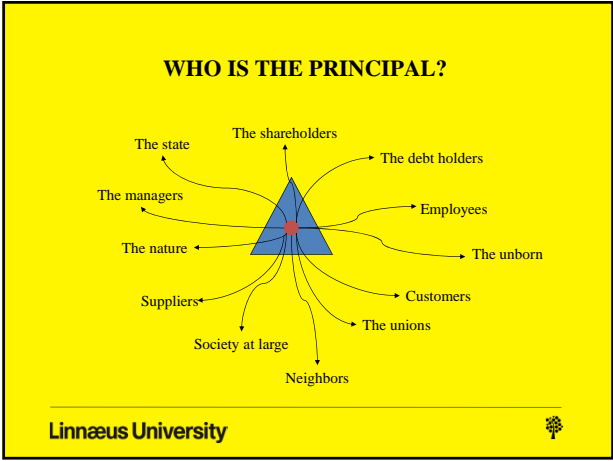 WHO IS THE PRINCIPAL?
The shareholders
The state
The debt holders
The managers
Employees
The nature
The unborn
Suppliers
Customers
The unions
Society at large
Neighbors
Linnæus University